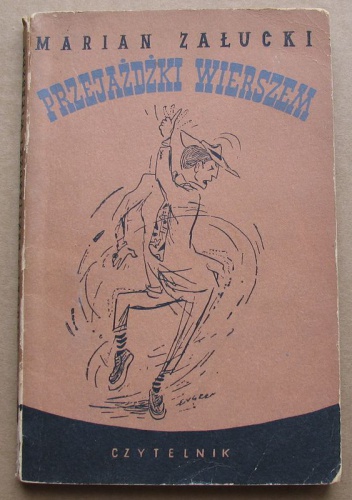 MARIAN ZAŁUCKI
PRZEJAŻDŻKI WIERSZEM
CZYTELNIK